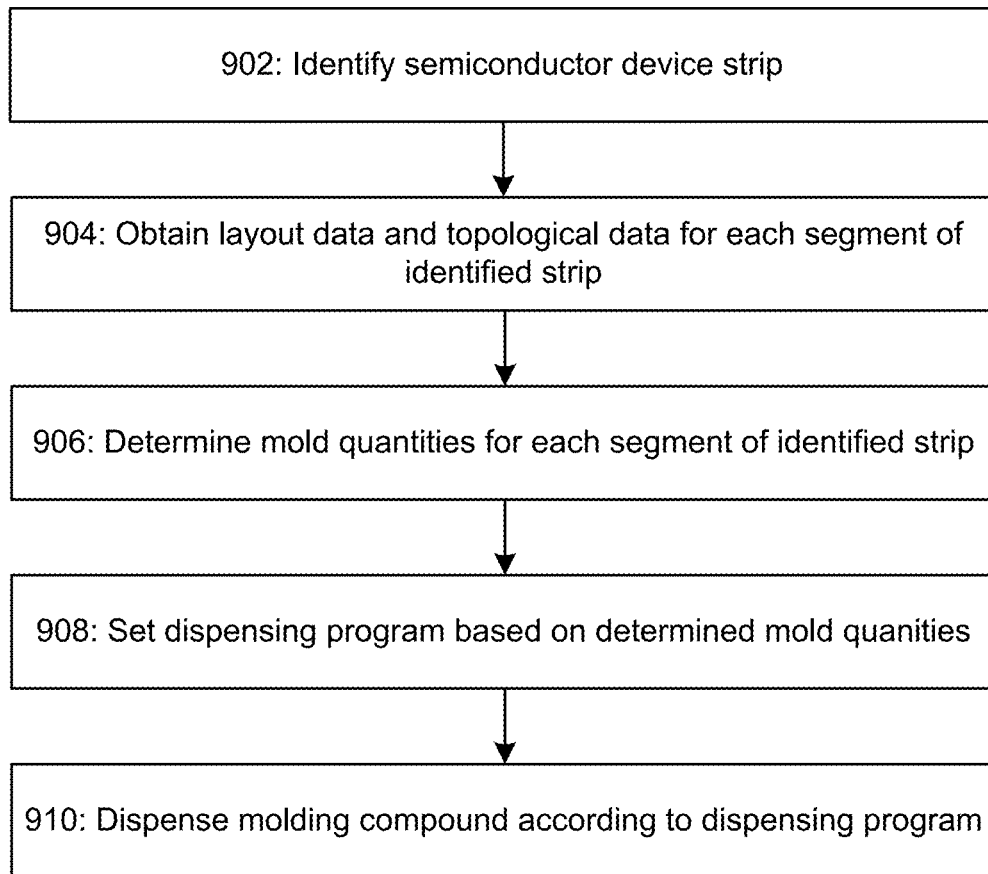 902: Identify semiconductor device strip
904: Obtain layout data and topological data for each segment of
identified strip
906: Determine mold quantities for each segment of identified strip
908: Set dispensing program based on determined mold quanities
910: Dispense molding compound according to dispensing program